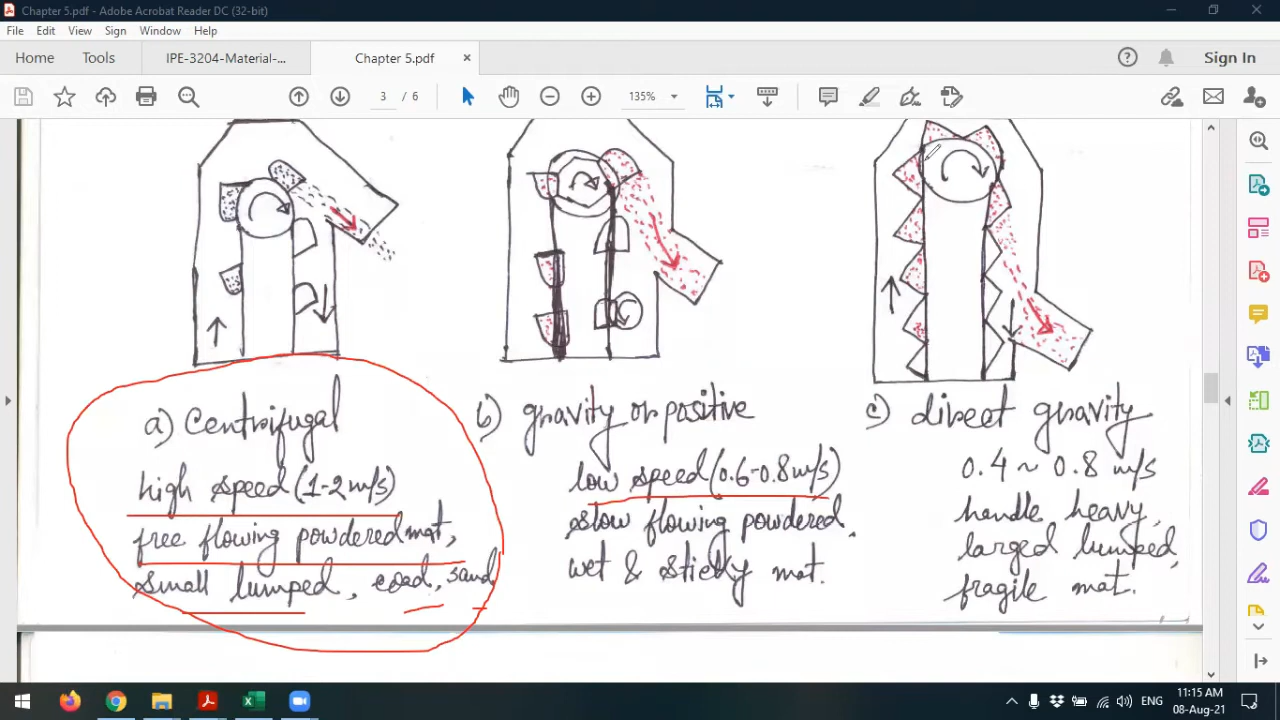 Chapter 5.pdf - Adobe Acrobat Reader DC (32-bit)
File Edit View Sign Window Help
Home Tools IPE-3204-Material-... Chapter 5.pdf × Sign In
3 / 6 135%
a) Centrifugal
high speed (1-2 m/s)
free flowing powdered mat,
small lumped, coad, sand
b) gravity or positive
low speed (0.6-0.8 m/s)
slow flowing powdered,
wet & sticky mat.
c) direct gravity
0.4 ~ 0.8 m/s
handle heavy,
larged lumped,
fragile mat.
ENG
11:15 AM
08-Aug-21